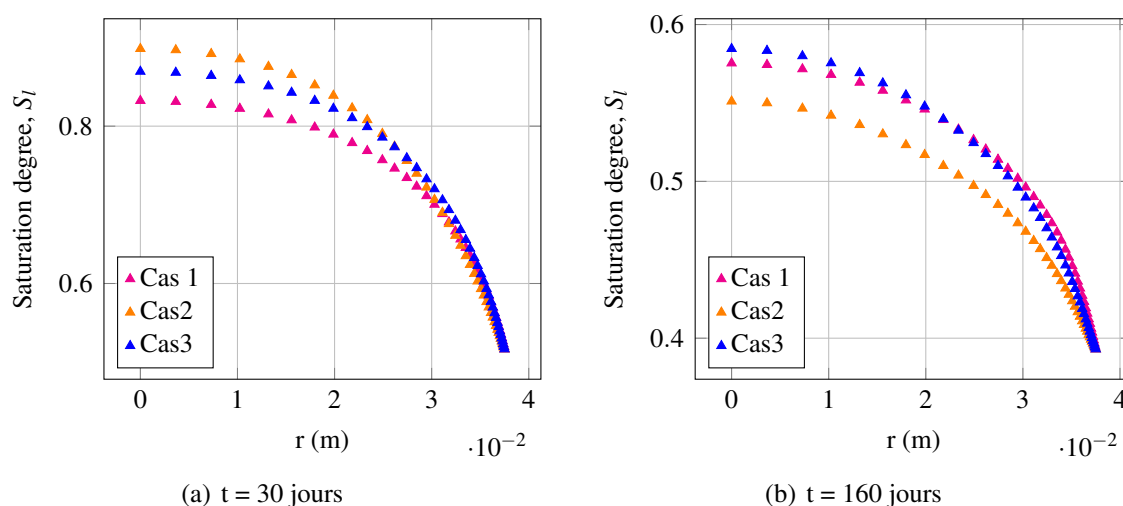 Saturation degree, S_l
0.8
0.6
Cas 1
Cas2
Cas3
0 1 2 3 4
r (m)
·10⁻²
(a) t = 30 jours
Saturation degree, S_l
0.6
0.5
0.4
Cas 1
Cas2
Cas3
0 1 2 3 4
r (m)
·10⁻²
(b) t = 160 jours